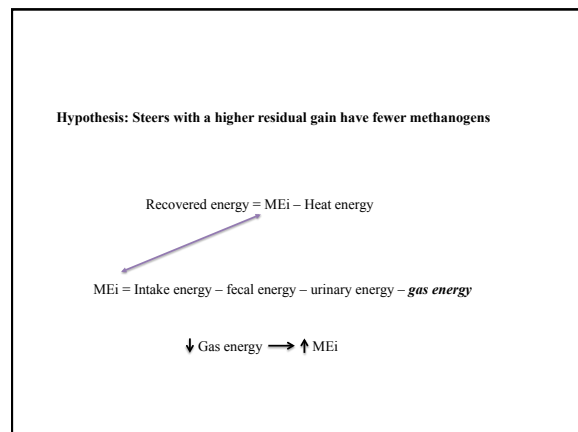 Hypothesis: Steers with a higher residual gain have fewer methanogens
Recovered energy = MEi – Heat energy
MEi = Intake energy – fecal energy – urinary energy – gas energy
↓ Gas energy → ↑ MEi